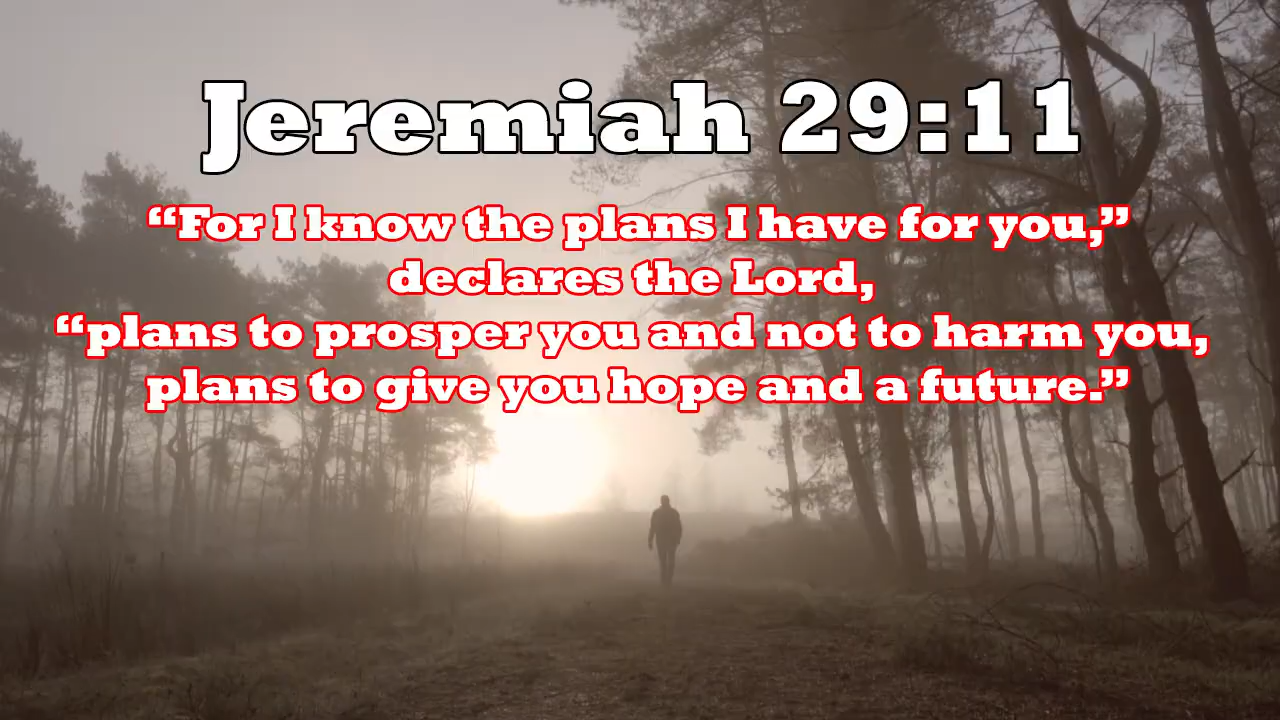 Jeremiah 29:11
“For I know the plans I have for you,”
declares the Lord,
“plans to prosper you and not to harm you,
plans to give you hope and a future.”